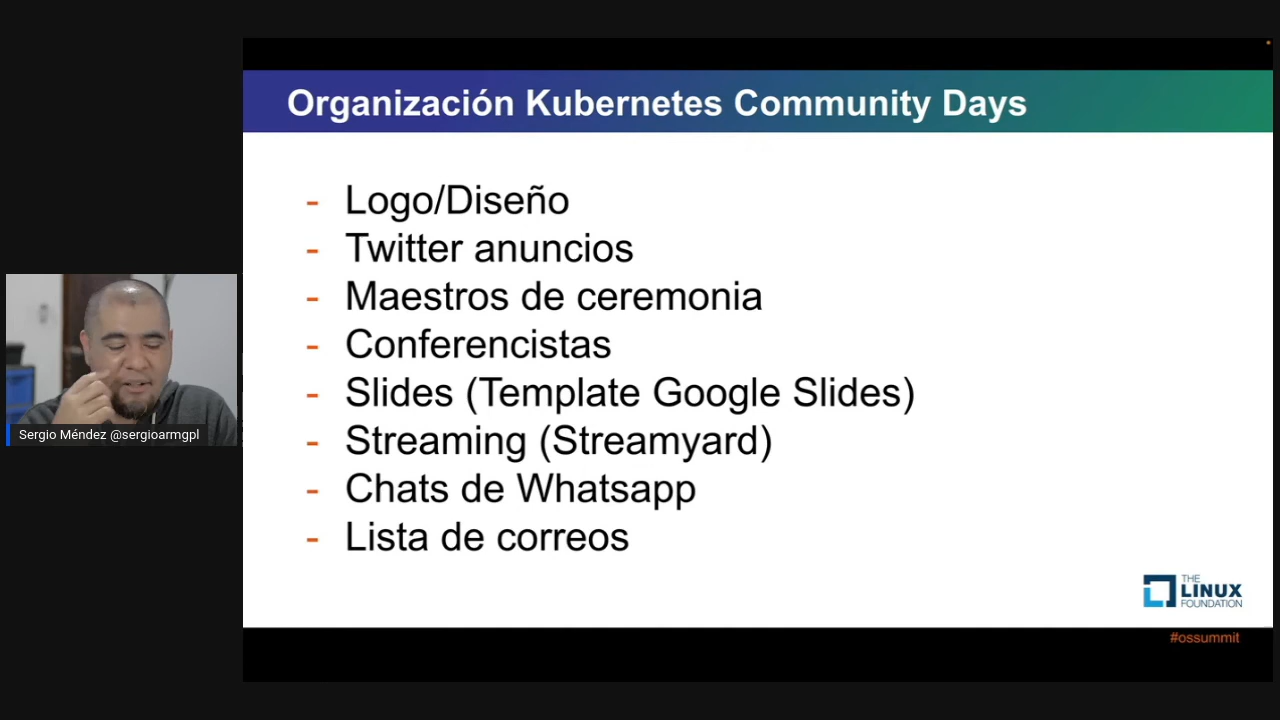 Organización Kubernetes Community Days
- Logo/Diseño
- Twitter anuncios
- Maestros de ceremonia
- Conferencistas
- Slides (Template Google Slides)
- Streaming (Streamyard)
- Chats de Whatsapp
- Lista de correos
Sergio Méndez @sergioarmgpl
THE
LINUX
FOUNDATION
#ossummit